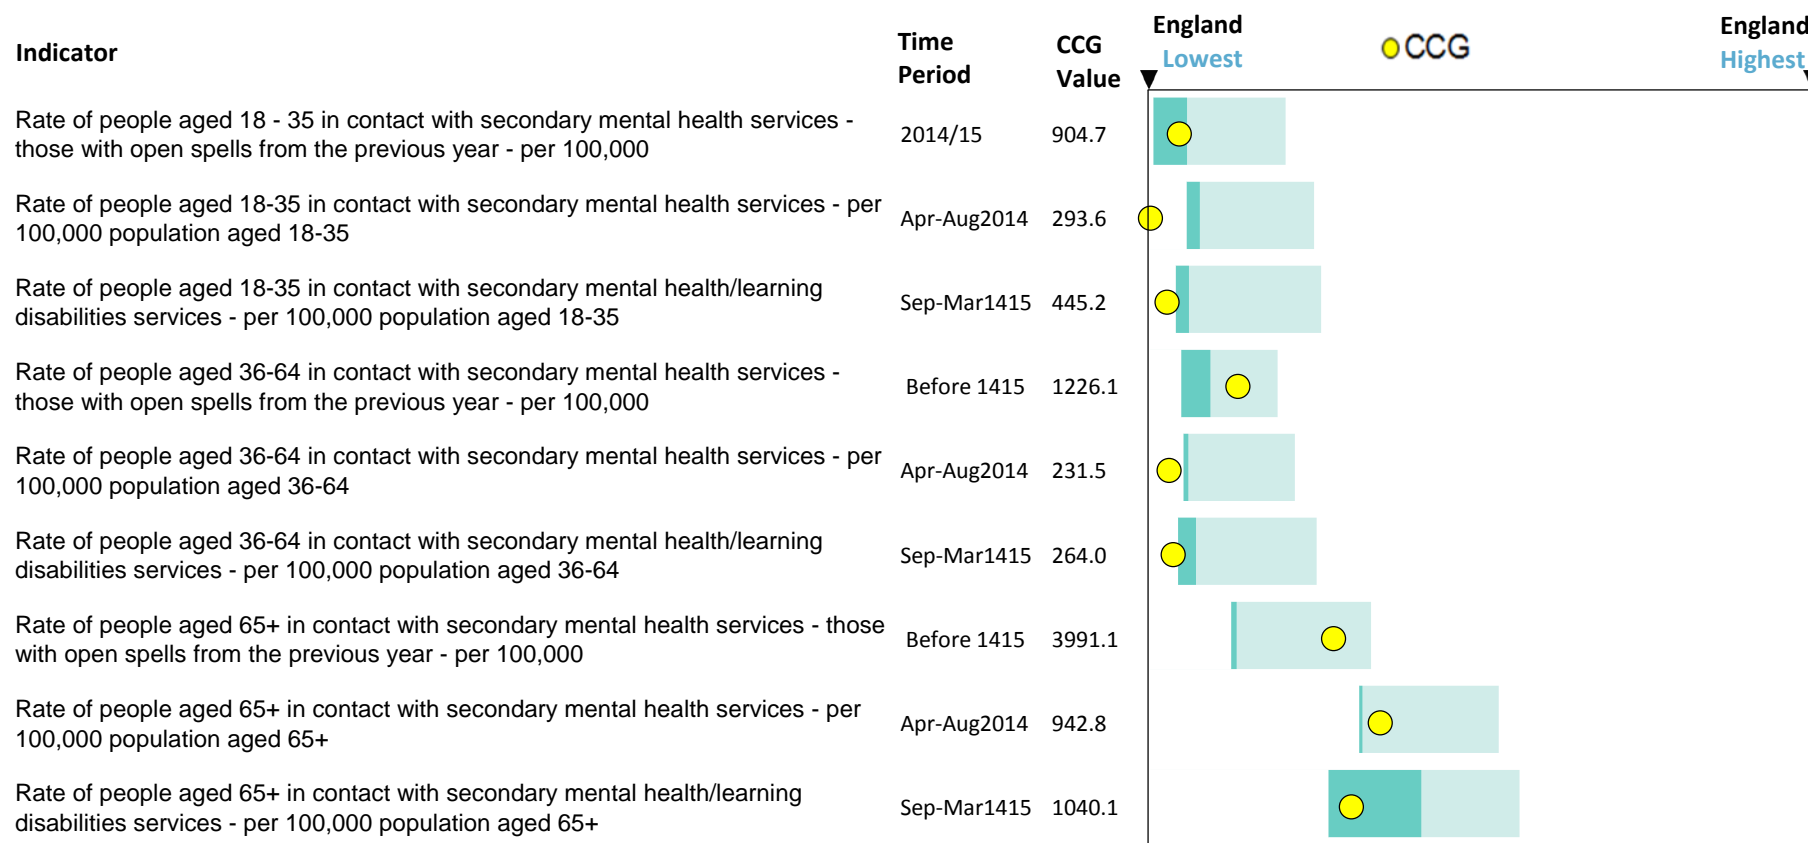 Indicator
Time Period
CCG Value
England Lowest
CCG
England Highest
Rate of people aged 18 - 35 in contact with secondary mental health services -
those with open spells from the previous year - per 100,000
2014/15 904.7
Rate of people aged 18-35 in contact with secondary mental health services - per
100,000 population aged 18-35
Apr-Aug2014 293.6
Rate of people aged 18-35 in contact with secondary mental health/learning
disabilities services - per 100,000 population aged 18-35
Sep-Mar1415 445.2
Rate of people aged 36-64 in contact with secondary mental health services -
those with open spells from the previous year - per 100,000
Before 1415 1226.1
Rate of people aged 36-64 in contact with secondary mental health services - per
100,000 population aged 36-64
Apr-Aug2014 231.5
Rate of people aged 36-64 in contact with secondary mental health/learning
disabilities services - per 100,000 population aged 36-64
Sep-Mar1415 264.0
Rate of people aged 65+ in contact with secondary mental health services - those
with open spells from the previous year - per 100,000
Before 1415 3991.1
Rate of people aged 65+ in contact with secondary mental health services - per
100,000 population aged 65+
Apr-Aug2014 942.8
Rate of people aged 65+ in contact with secondary mental health/learning
disabilities services - per 100,000 population aged 65+
Sep-Mar1415 1040.1